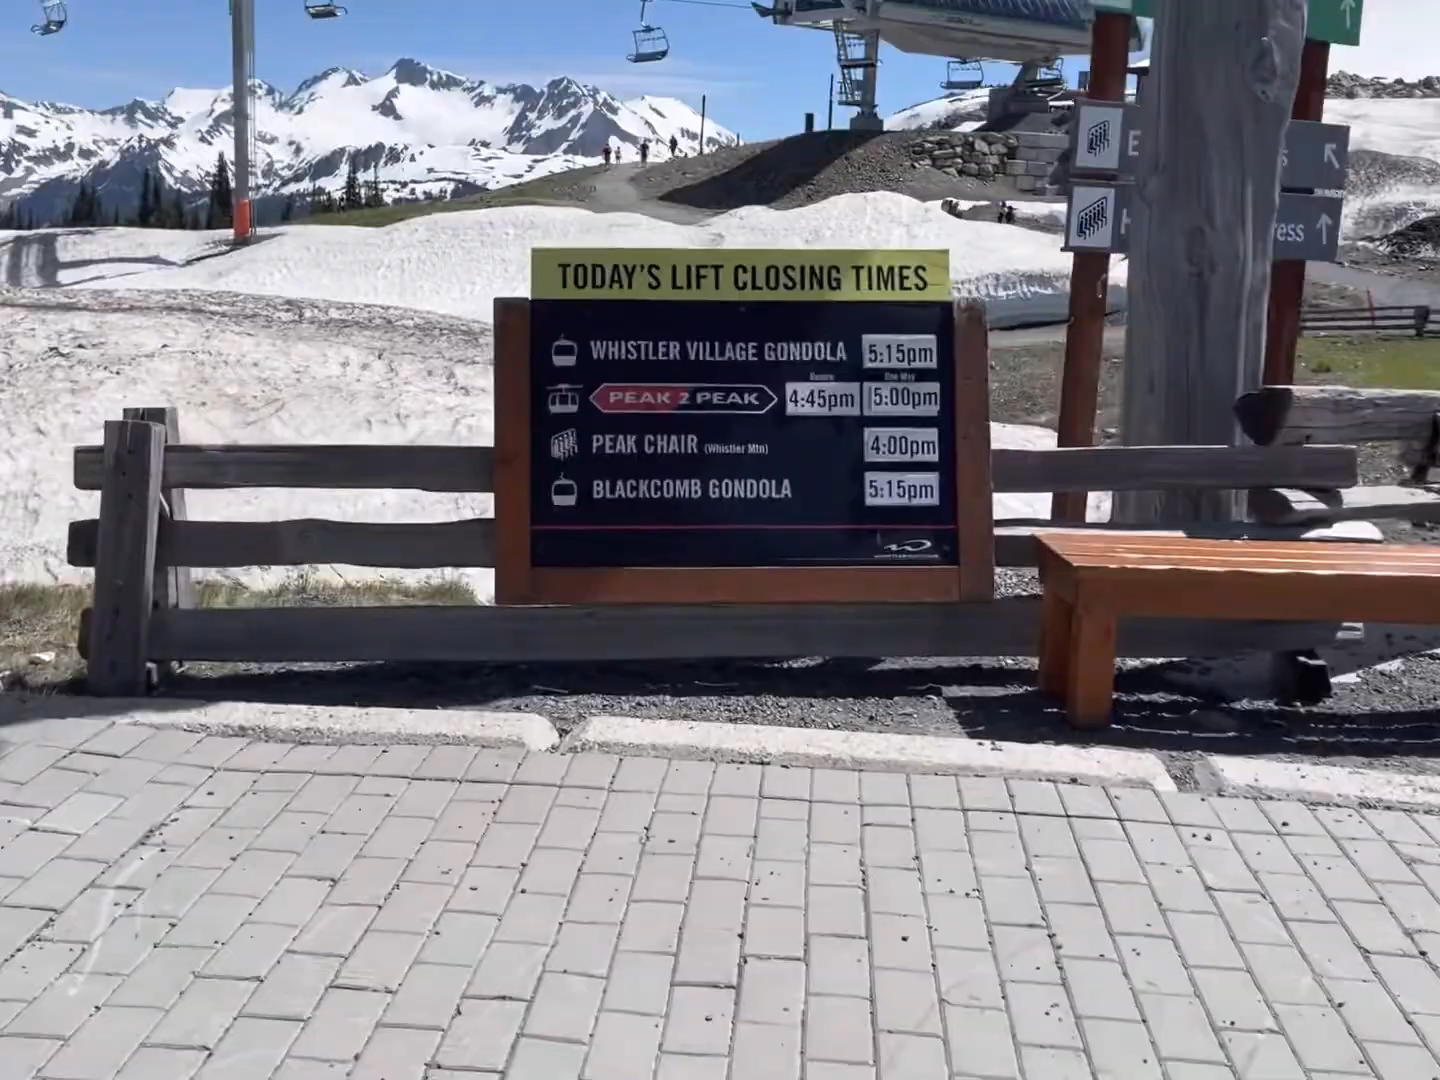 TODAY'S LIFT CLOSING TIMES
WHISTLER VILLAGE GONDOLA 5:15pm
Return One Way
PEAK 2 PEAK 4:45pm 5:00pm
PEAK CHAIR (Whistler Mtn) 4:00pm
BLACKCOMB GONDOLA 5:15pm